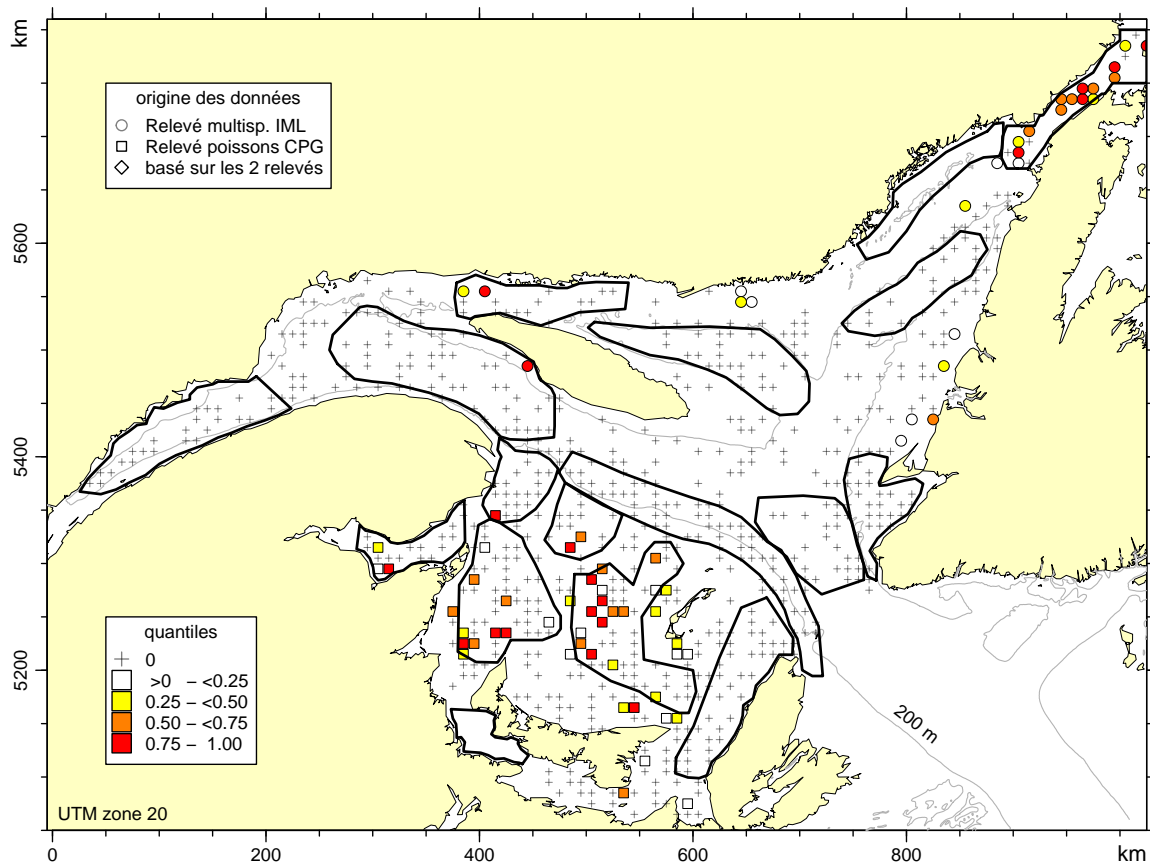 km
origine des données
Relevé multisp. IML
Relevé poissons CPG
basé sur les 2 relevés
5600
5400
5200
quantiles
0
>0 – <0.25
0.25 – <0.50
0.50 – <0.75
0.75 – 1.00
200 m
UTM zone 20
0 200 400 600 800 km